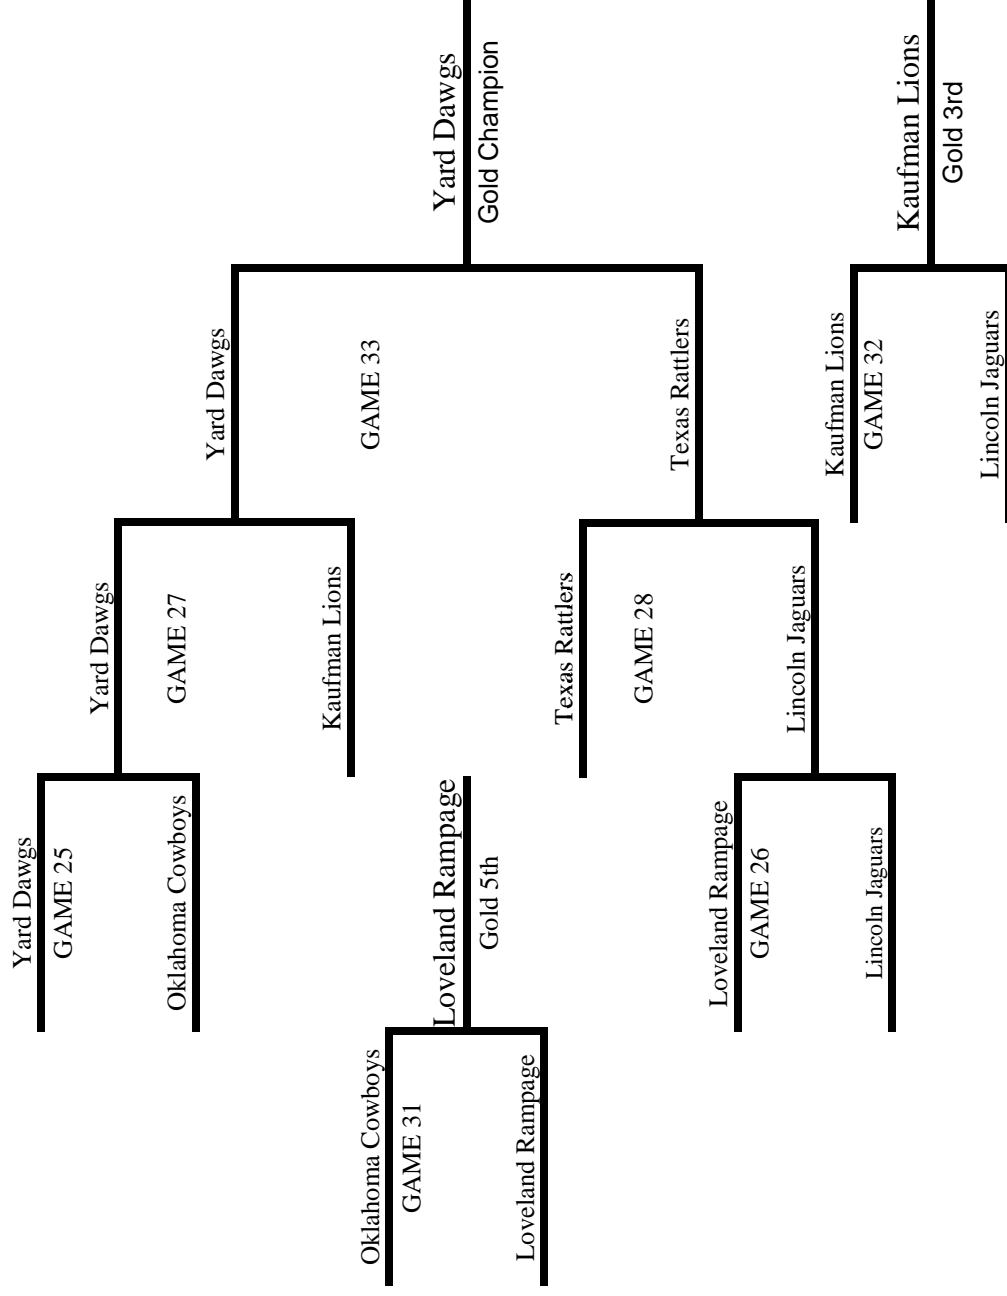 Yard Dawgs
GAME 25
Oklahoma Cowboys
Yard Dawgs
GAME 27
Kaufman Lions
Yard Dawgs
GAME 33
Texas Rattlers
Yard Dawgs
Gold Champion
Oklahoma Cowboys
GAME 31
Loveland Rampage
Loveland Rampage
Gold 5th
Texas Rattlers
GAME 28
Lincoln Jaguars
Loveland Rampage
GAME 26
Lincoln Jaguars
Kaufman Lions
GAME 32
Lincoln Jaguars
Kaufman Lions
Gold 3rd